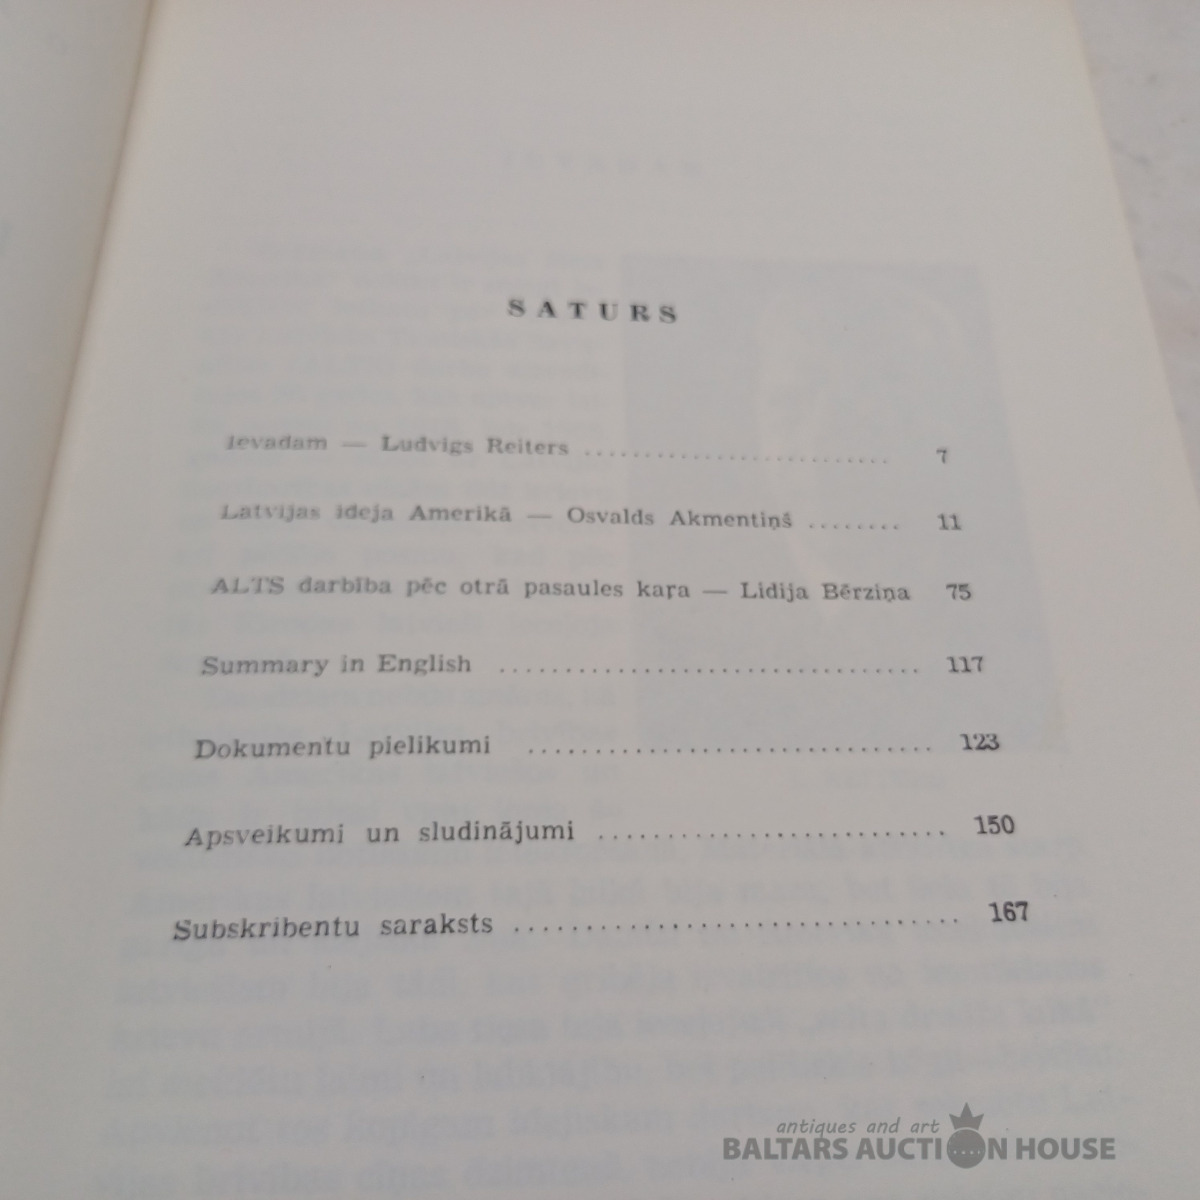 SATURS
Ievadam — Ludvigs Reiters ........................... 7
Latvijas ideja Amerikā — Osvalds Akmentiņš ........ 11
ALTS darbība pēc otrā pasaules kaŗa — Lidija Bērziņa 75
Summary in English ................................. 117
Dokumentu pielikumi ................................ 123
Apsveikumi un sludinājumi ........................... 150
Subskribentu saraksts ................................... 167
antiques and art
BALTARS AUCTION HOUSE